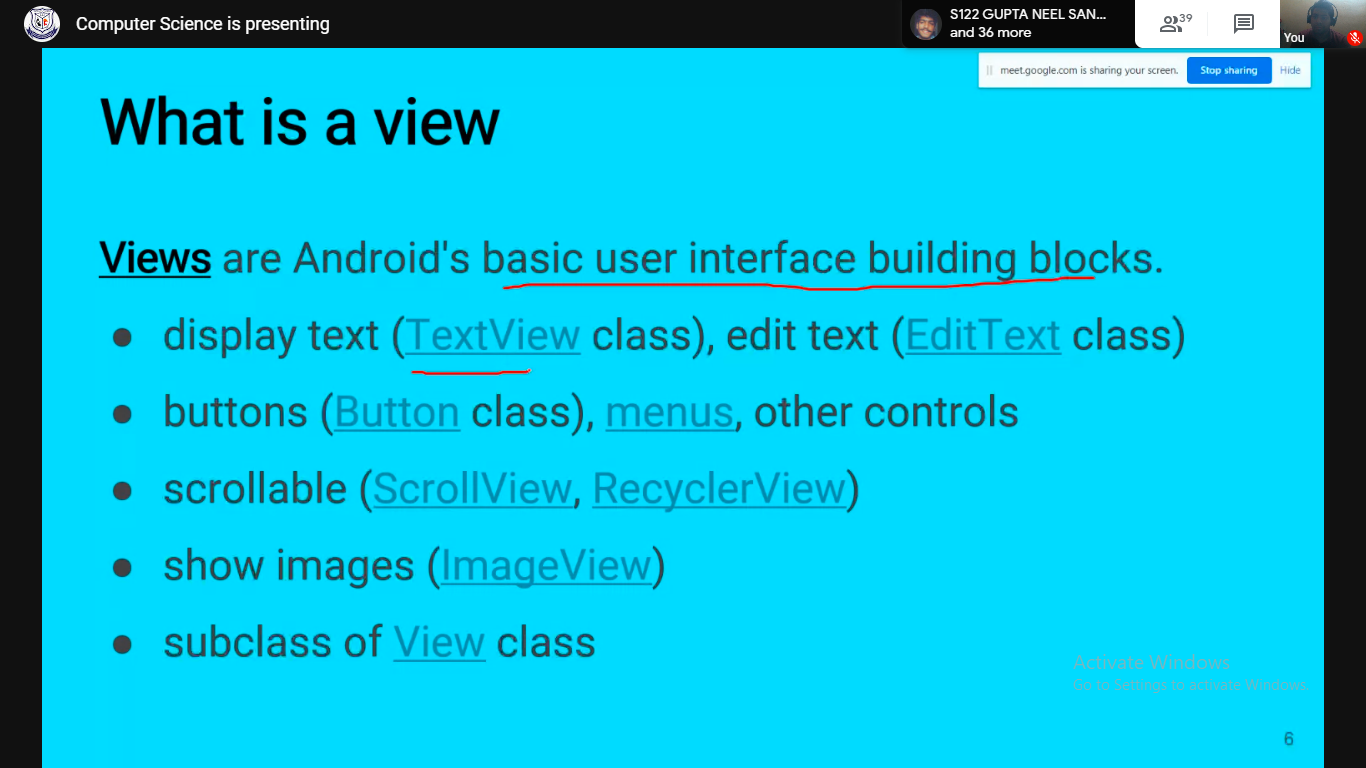 Computer Science is presenting
S122 GUPTA NEEL SAN...
and 36 more
39
You
meet.google.com is sharing your screen.
Stop sharing
Hide
What is a view
Views are Android's basic user interface building blocks.
● display text (TextView class), edit text (EditText class)
● buttons (Button class), menus, other controls
● scrollable (ScrollView, RecyclerView)
● show images (ImageView)
● subclass of View class
Activate Windows
Go to Settings to activate Windows.
6